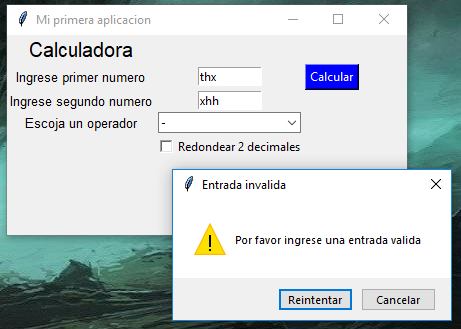 Mi primera aplicacion
Calculadora
Ingrese primer numero thx Calcular
Ingrese segundo numero xhh
Escoja un operador -
Redondear 2 decimales
Entrada invalida
Por favor ingrese una entrada valida
Reintentar Cancelar